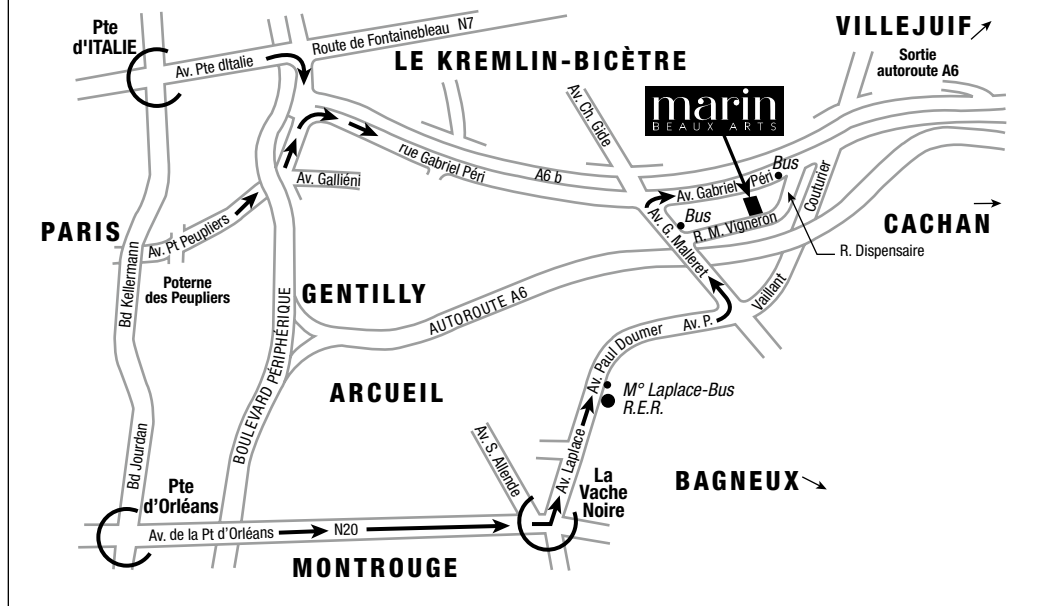 Pte
d'ITALIE
Av. Pte dItalie
Route de Fontainebleau N7
LE KREMLIN-BICÈTRE
VILLEJUIF
Sortie
autoroute A6
marin
BEAUX ARTS
Av. Ch. Gide
rue Gabriel Péri
A6 b
Av. Galliéni
Av. Gabriel Péri
Bus
Couturier
PARIS
Av. Pt Peupliers
Bus
R. M. Vigneron
Av. G. Malleret
CACHAN
R. Dispensaire
Poterne
des Peupliers
Bd Kellermann
GENTILLY
AUTOROUTE A6
Vaillant
Av. P.
BOULEVARD PÉRIPHÉRIQUE
Av. Paul Doumer
ARCUEIL
M° Laplace-Bus
R.E.R.
Av. S. Allende
Av. Laplace
Bd Jourdan
Pte
d’Orléans
La
Vache
Noire
BAGNEUX
Av. de la Pt d’Orléans
N20
MONTROUGE